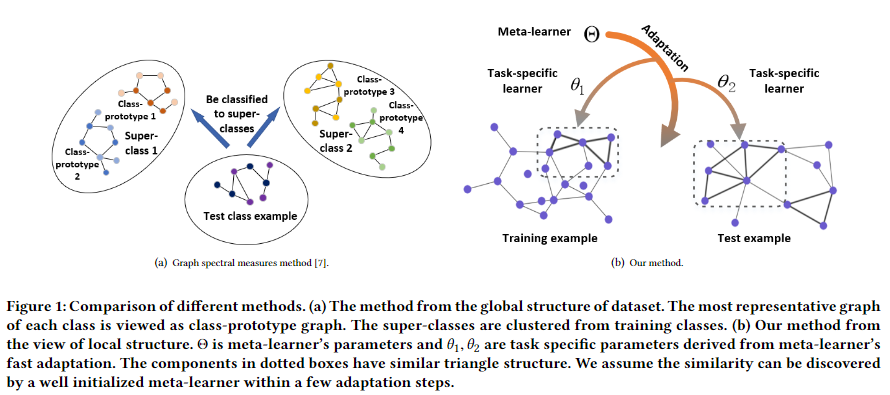 Class-
prototype 1
Super-
class 1
Class-
prototype
2
Be classified
to super-
classes
Class-
prototype 3
Class-
prototype
4
Super-
class 2
Test class example
(a) Graph spectral measures method [7].
Meta-learner Θ
Adaptation
Task-specific
learner
θ1
θ2
Task-specific
learner
Training example
Test example
(b) Our method.
Figure 1: Comparison of different methods. (a) The method from the global structure of dataset. The most representative graph
of each class is viewed as class-prototype graph. The super-classes are clustered from training classes. (b) Our method from
the view of local structure. Θ is meta-learner's parameters and θ1, θ2 are task specific parameters derived from meta-learner's
fast adaptation. The components in dotted boxes have similar triangle structure. We assume the similarity can be discovered
by a well initialized meta-learner within a few adaptation steps.